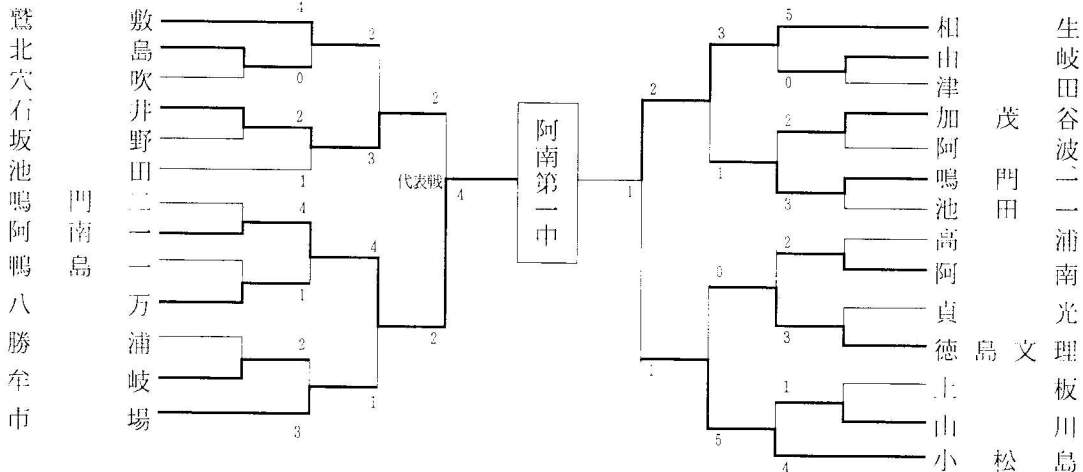 鷲敷
北島
穴吹
石井
坂野
池田
鳴門二
阿南一
鴨島一
八万
勝浦
牟岐
市場
4
0
2
1
4
1
2
3
2
3
4
1
2
代表戦
2
4
阿南第一中
1
2
1
3
1
0
5
5
0
2
3
2
3
1
4
相生
由岐
津田
加茂谷
阿波
鳴門一
池田一
高浦
阿南
貞光
徳島文理
上板
山川
小松島